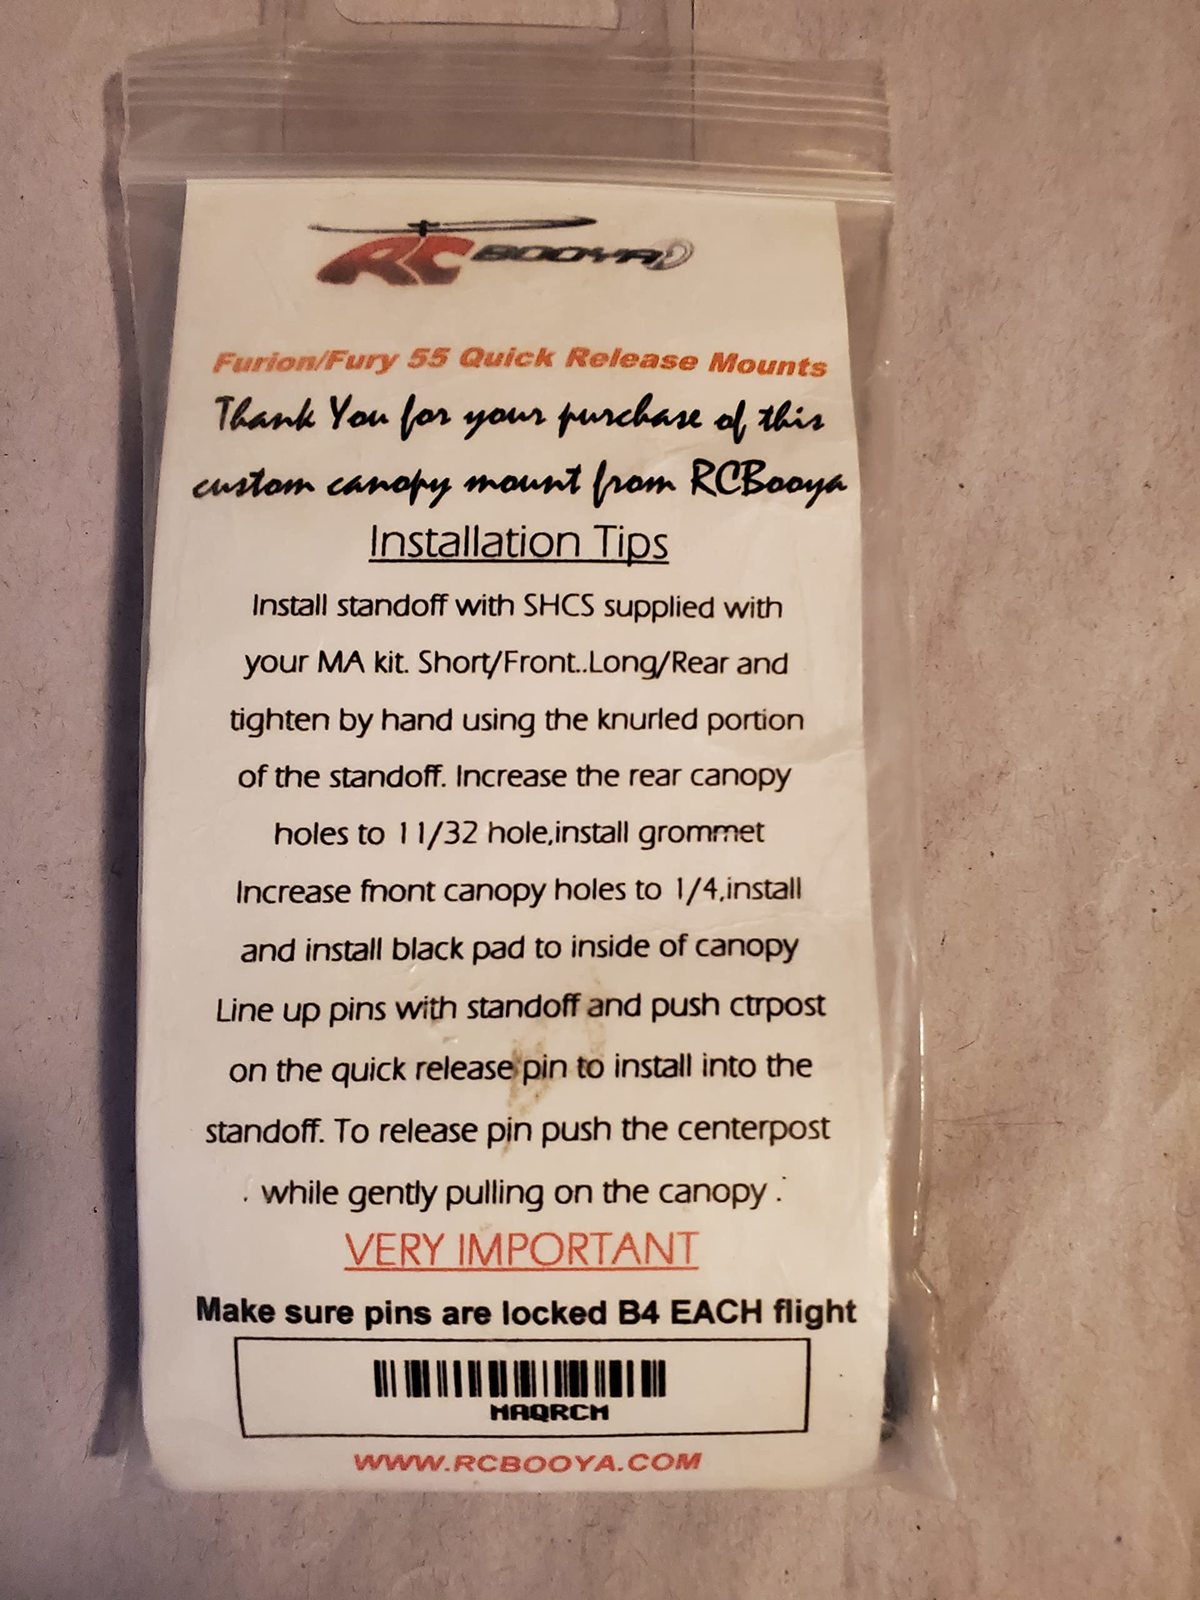 RC BOOYA
Furion/Fury 55 Quick Release Mounts
Thank You for your purchase of this
custom canopy mount from RCBooya
Installation Tips
Install standoff with SHCS supplied with
your MA kit. Short/Front..Long/Rear and
tighten by hand using the knurled portion
of the standoff. Increase the rear canopy
holes to 11/32 hole,install grommet
Increase fnont canopy holes to 1/4,install
and install black pad to inside of canopy
Line up pins with standoff and push ctrpost
on the quick release pin to install into the
standoff. To release pin push the centerpost
. while gently pulling on the canopy .
VERY IMPORTANT
Make sure pins are locked B4 EACH flight
MAQRCM
WWW.RCBOOYA.COM